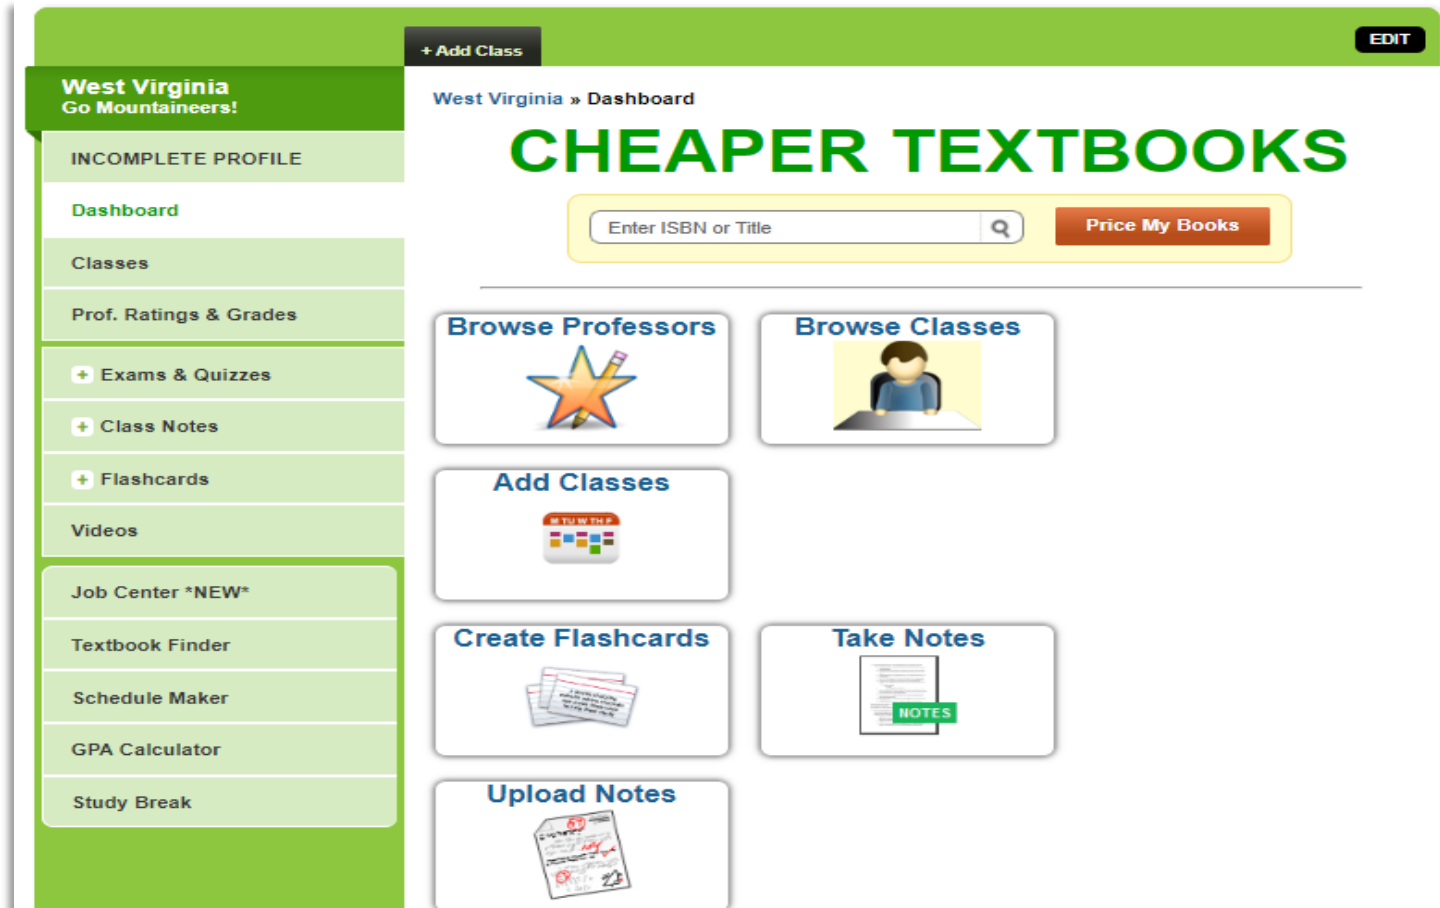 + Add Class
EDIT
West Virginia
Go Mountaineers!
INCOMPLETE PROFILE
Dashboard
Classes
Prof. Ratings & Grades
+ Exams & Quizzes
+ Class Notes
+ Flashcards
Videos
Job Center *NEW*
Textbook Finder
Schedule Maker
GPA Calculator
Study Break
West Virginia » Dashboard
CHEAPER TEXTBOOKS
Enter ISBN or Title
Price My Books
Browse Professors
Browse Classes
Add Classes
M TU W TH F
Create Flashcards
Take Notes
NOTES
Upload Notes